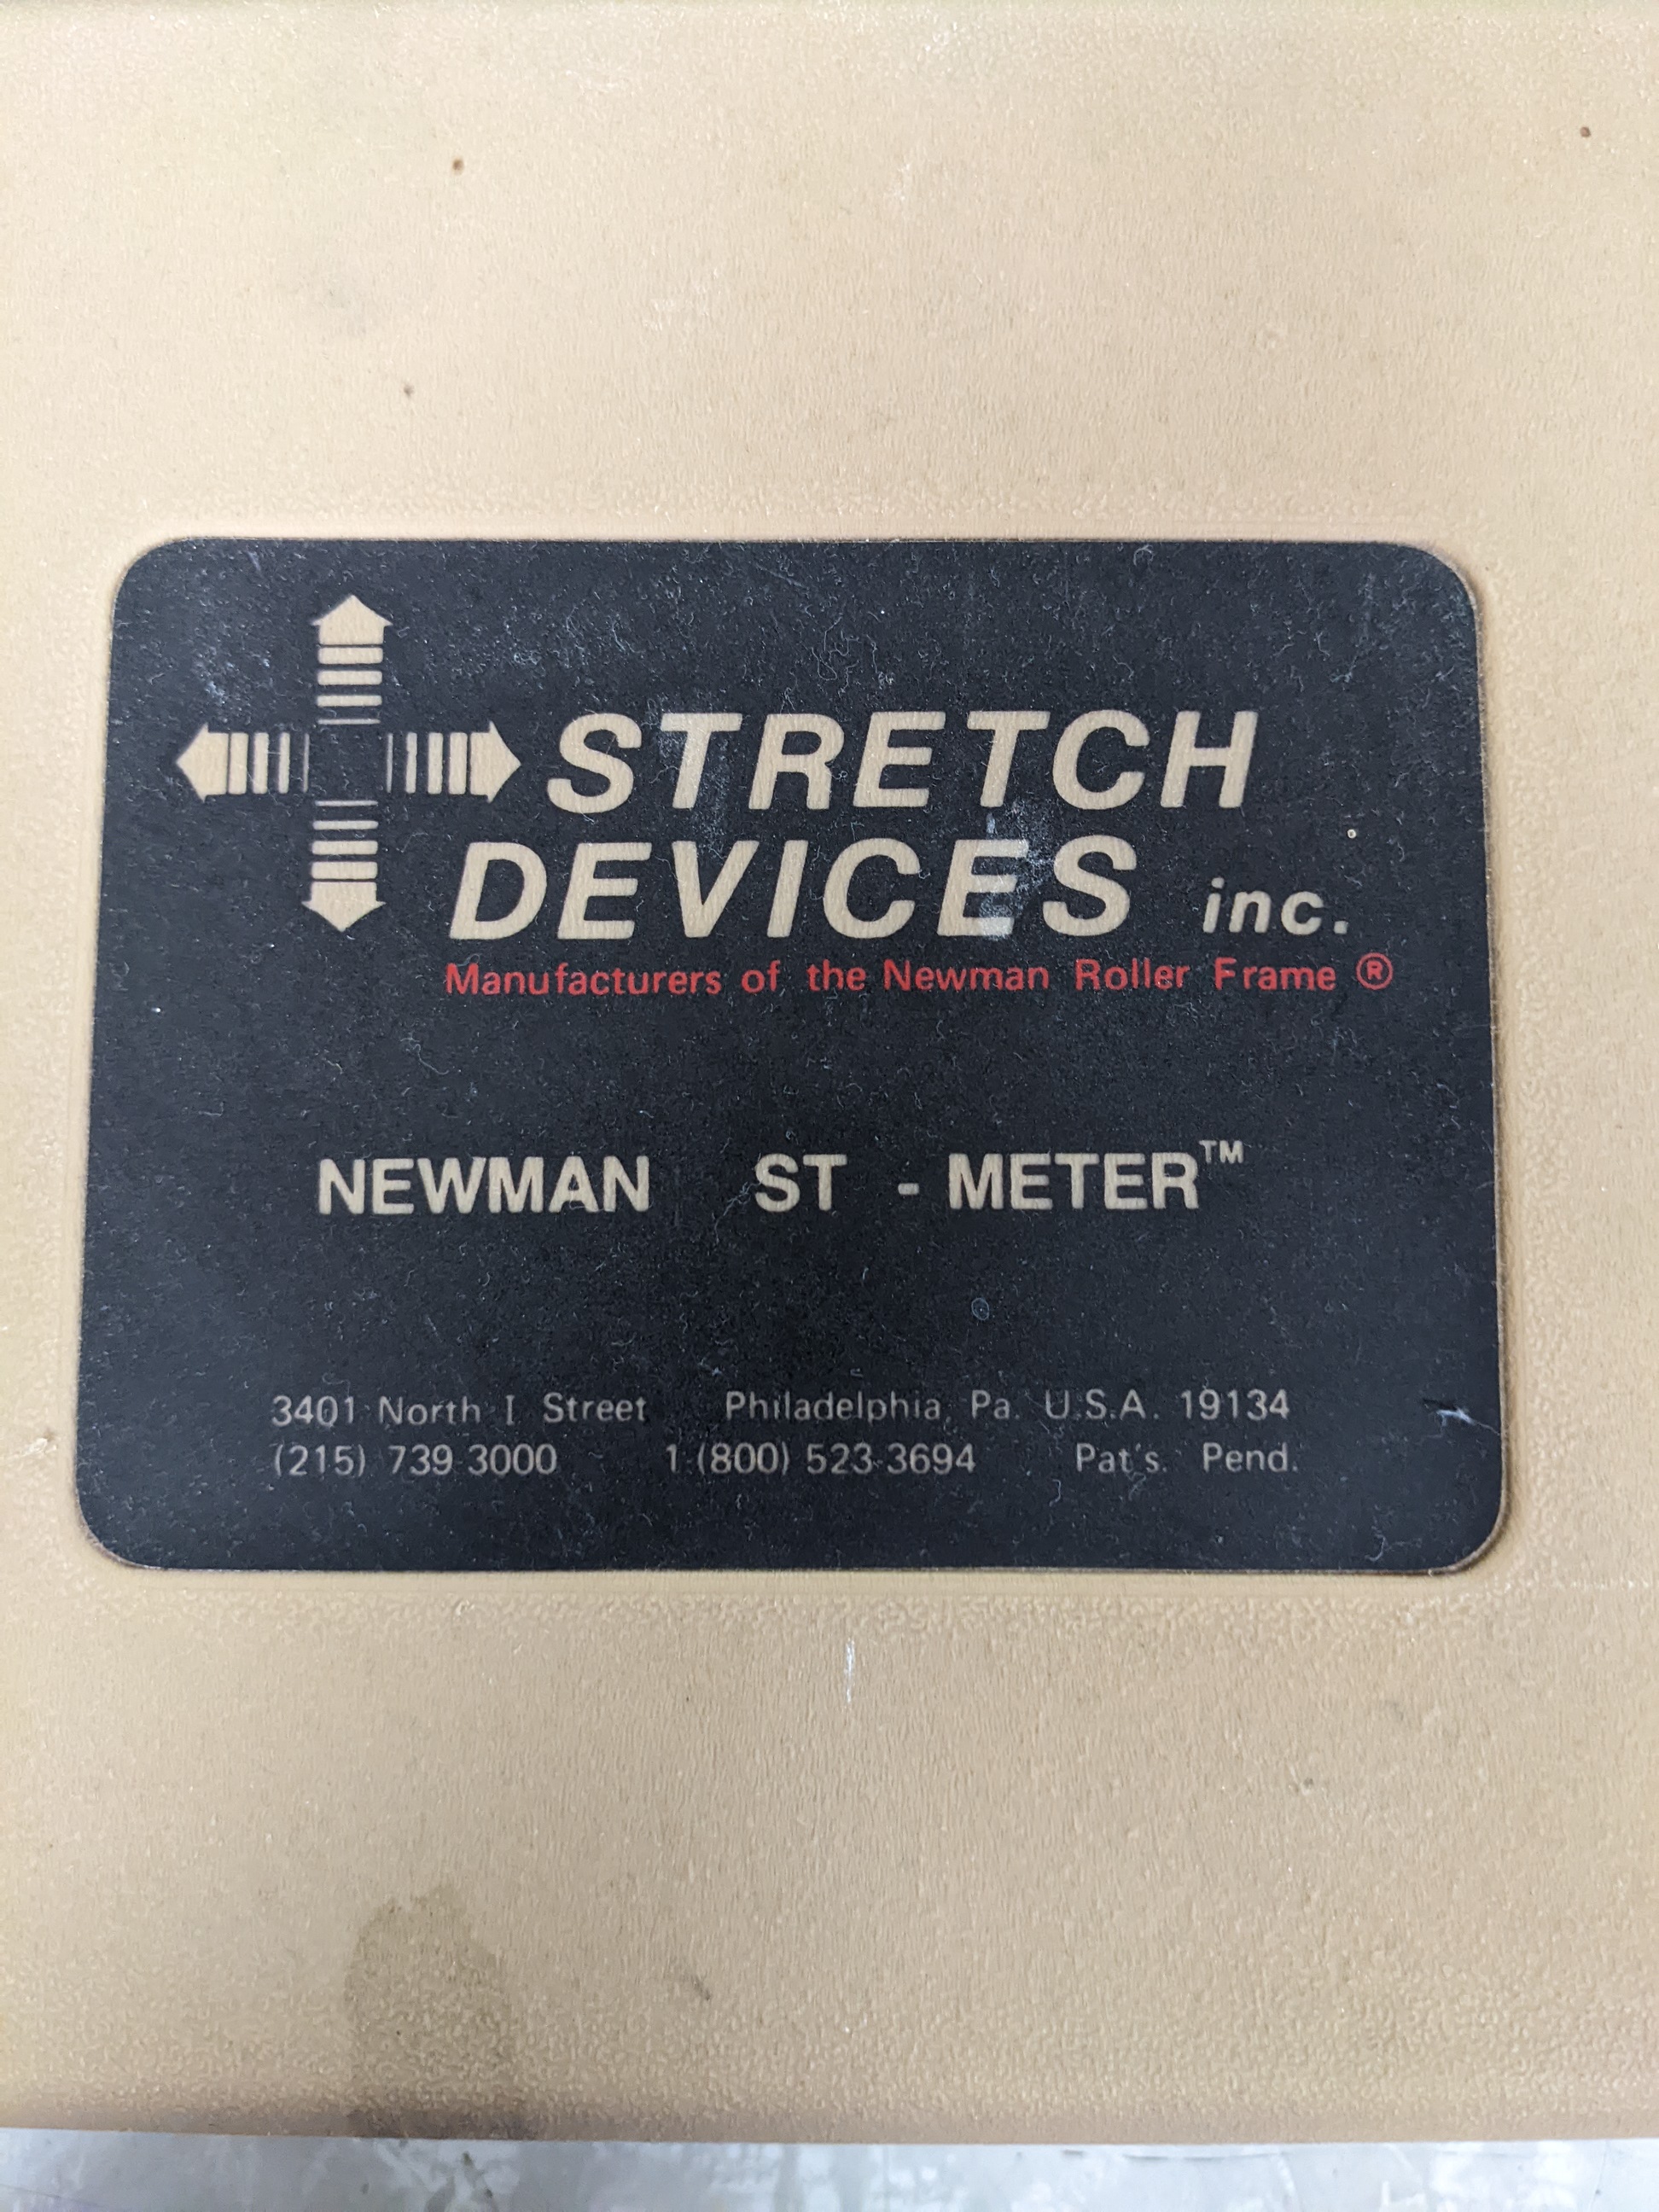 STRETCH
DEVICES inc.
Manufacturers of the Newman Roller Frame ®
NEWMAN ST - METER™
3401 North I Street Philadelphia, Pa. U.S.A. 19134
(215) 739-3000 1-(800) 523-3694 Pat's. Pend.